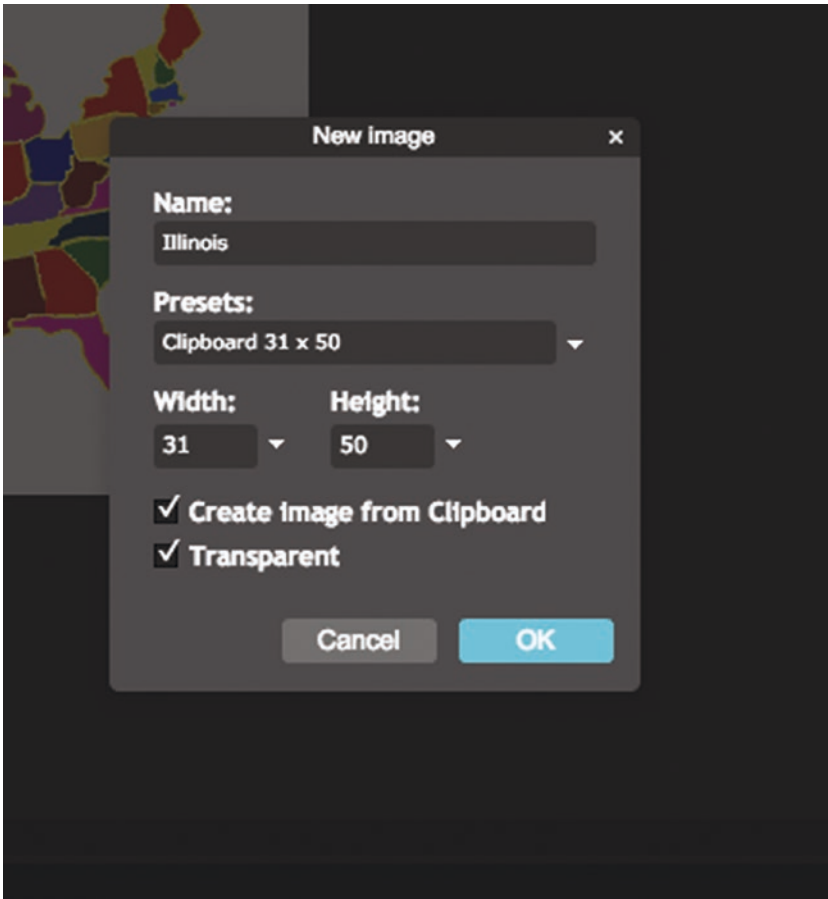 New image ×
Name:
Illinois
Presets:
Clipboard 31 x 50
Width: Height:
31 50
Create Image from Clipboard
Transparent
Cancel OK